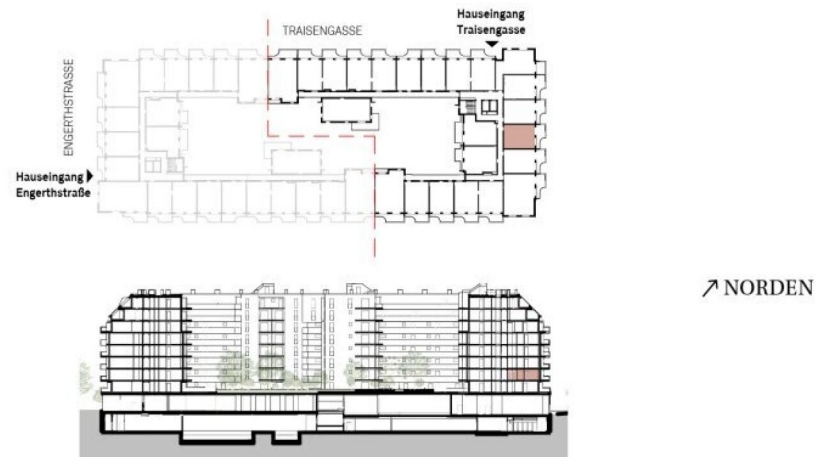 Hauseingang
Traisengasse
TRAISENGASSE
ENGERTHSTRASSE
Hauseingang
Engerthstraße
NORDEN